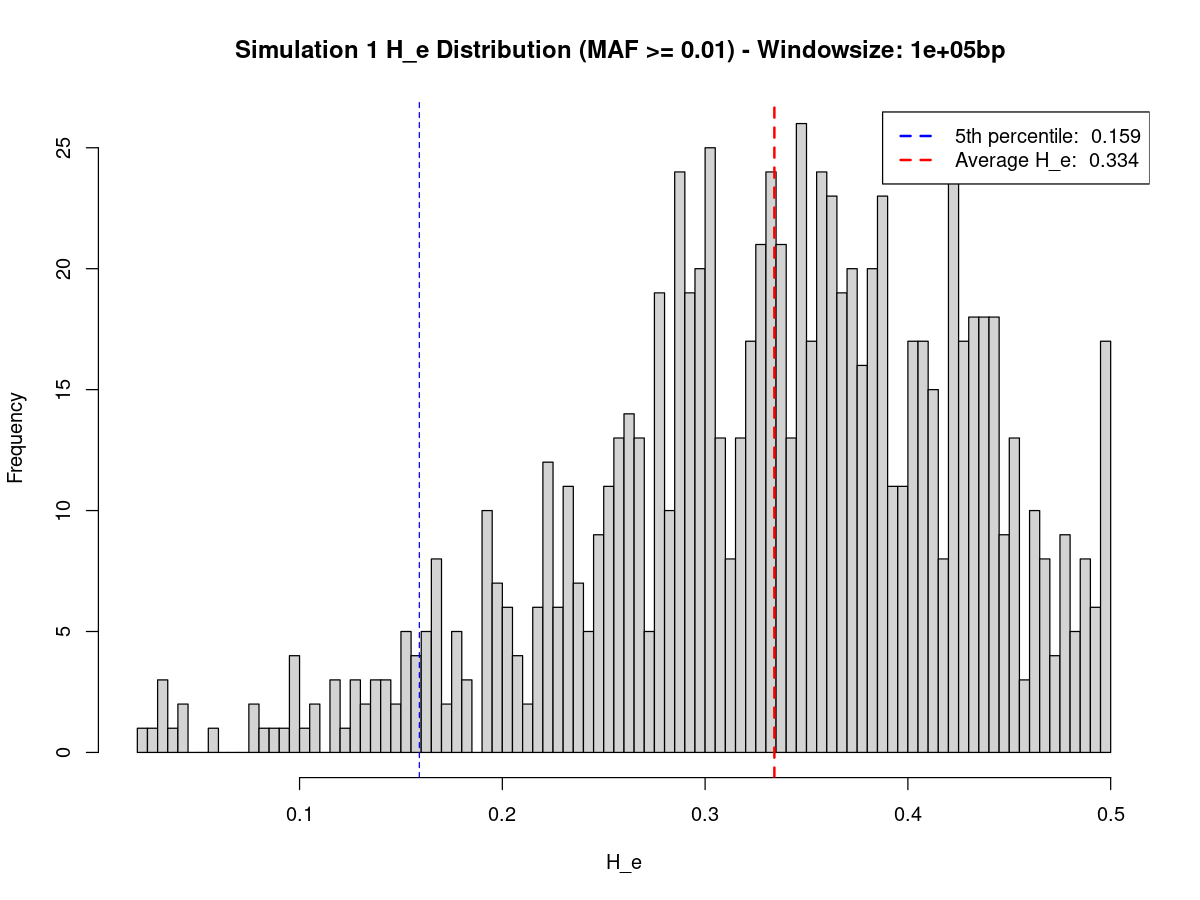 Simulation 1 H_e Distribution (MAF >= 0.01) - Windowsize: 1e+05bp
5th percentile: 0.159
Average H_e: 0.334
Frequency
25
20
15
10
5
0
0.1 0.2 0.3 0.4 0.5
H_e